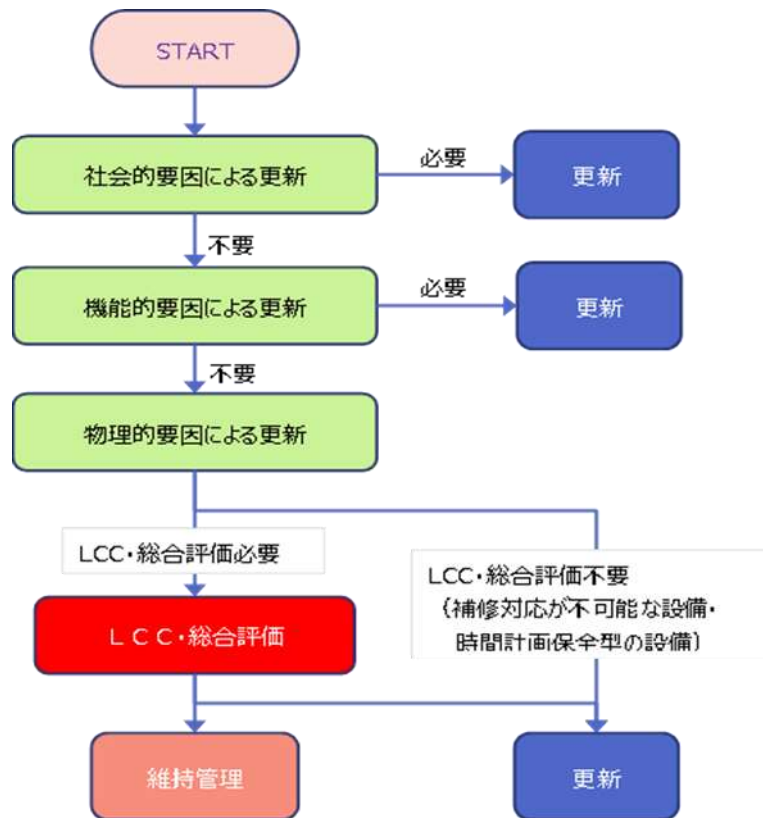 START
社会的要因による更新
必要
更新
不要
機能的要因による更新
必要
更新
不要
物理的要因による更新
LCC・総合評価必要
LCC・総合評価不要
(補修対応が不可能な設備・
時間計画保全型の設備)
LCC・総合評価
維持管理
更新